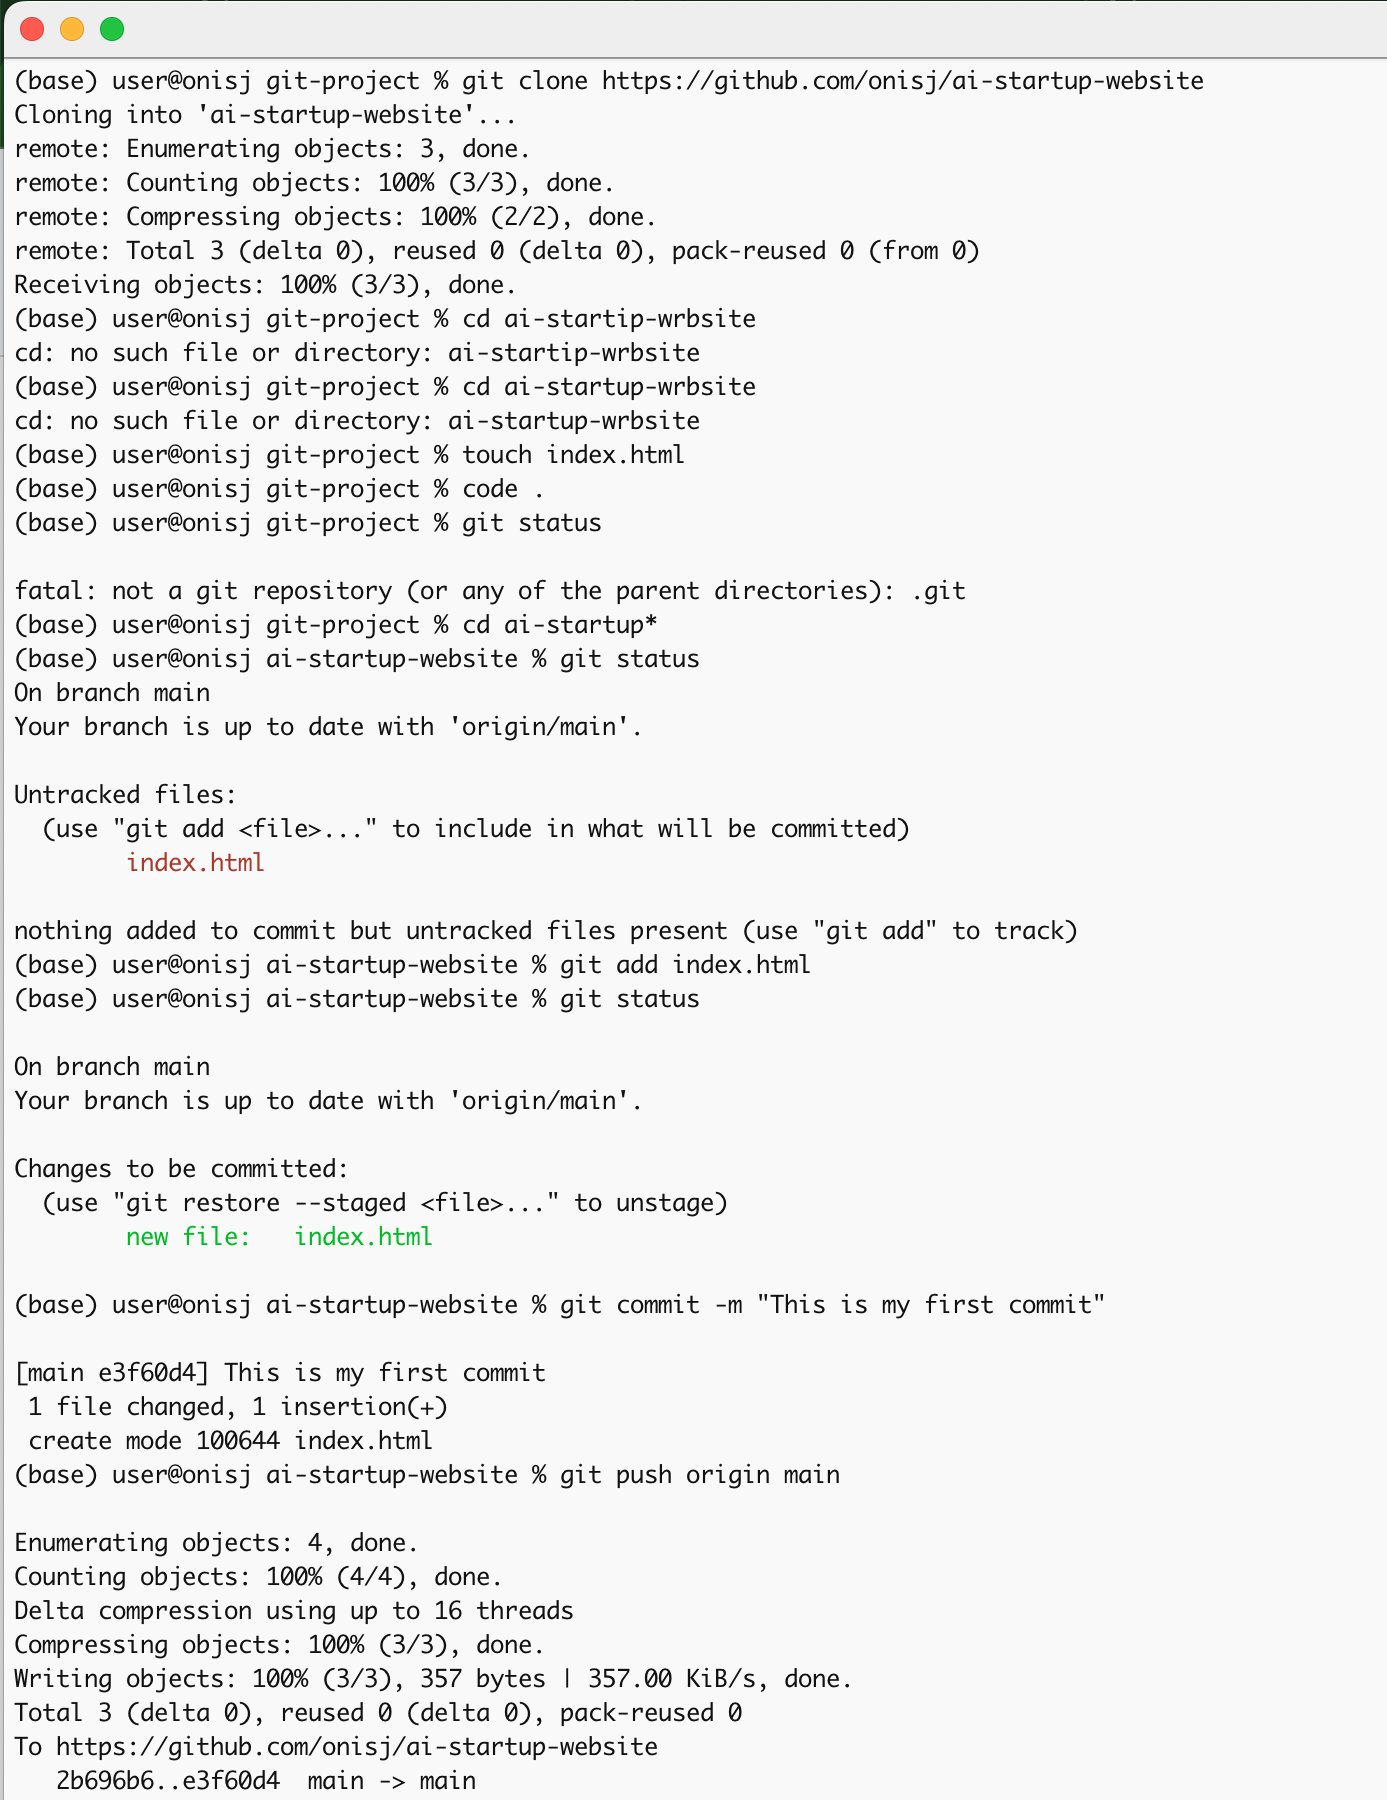 (base) user@onisj git-project % git clone https://github.com/onisj/ai-startup-website
Cloning into 'ai-startup-website'...
remote: Enumerating objects: 3, done.
remote: Counting objects: 100% (3/3), done.
remote: Compressing objects: 100% (2/2), done.
remote: Total 3 (delta 0), reused 0 (delta 0), pack-reused 0 (from 0)
Receiving objects: 100% (3/3), done.
(base) user@onisj git-project % cd ai-startip-wrbsite
cd: no such file or directory: ai-startip-wrbsite
(base) user@onisj git-project % cd ai-startup-wrbsite
cd: no such file or directory: ai-startup-wrbsite
(base) user@onisj git-project % touch index.html
(base) user@onisj git-project % code .
(base) user@onisj git-project % git status
fatal: not a git repository (or any of the parent directories): .git
(base) user@onisj git-project % cd ai-startup*
(base) user@onisj ai-startup-website % git status
On branch main
Your branch is up to date with 'origin/main'.
Untracked files:
  (use "git add <file>..." to include in what will be committed)
        index.html
nothing added to commit but untracked files present (use "git add" to track)
(base) user@onisj ai-startup-website % git add index.html
(base) user@onisj ai-startup-website % git status
On branch main
Your branch is up to date with 'origin/main'.
Changes to be committed:
  (use "git restore --staged <file>..." to unstage)
        new file:   index.html
(base) user@onisj ai-startup-website % git commit -m "This is my first commit"
[main e3f60d4] This is my first commit
 1 file changed, 1 insertion(+)
 create mode 100644 index.html
(base) user@onisj ai-startup-website % git push origin main
Enumerating objects: 4, done.
Counting objects: 100% (4/4), done.
Delta compression using up to 16 threads
Compressing objects: 100% (3/3), done.
Writing objects: 100% (3/3), 357 bytes | 357.00 KiB/s, done.
Total 3 (delta 0), reused 0 (delta 0), pack-reused 0
To https://github.com/onisj/ai-startup-website
   2b696b6..e3f60d4  main -> main